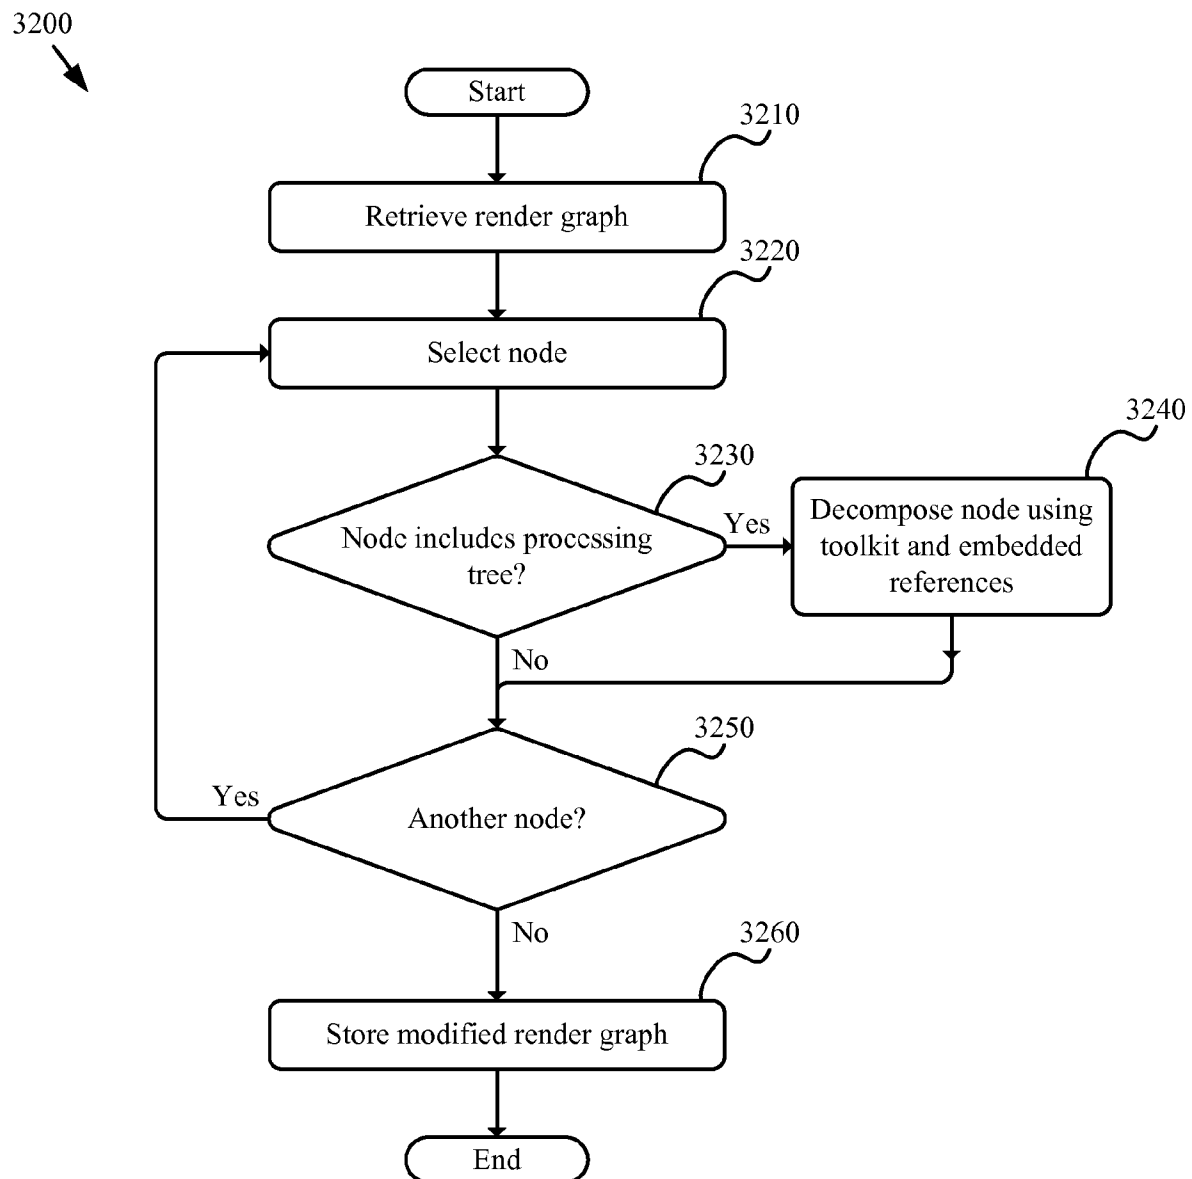 3200
Start
3210
Retrieve render graph
3220
Select node
3230
Node includes processing
tree?
Yes
3240
Decompose node using
toolkit and embedded
references
No
3250
Another node?
Yes
No
3260
Store modified render graph
End